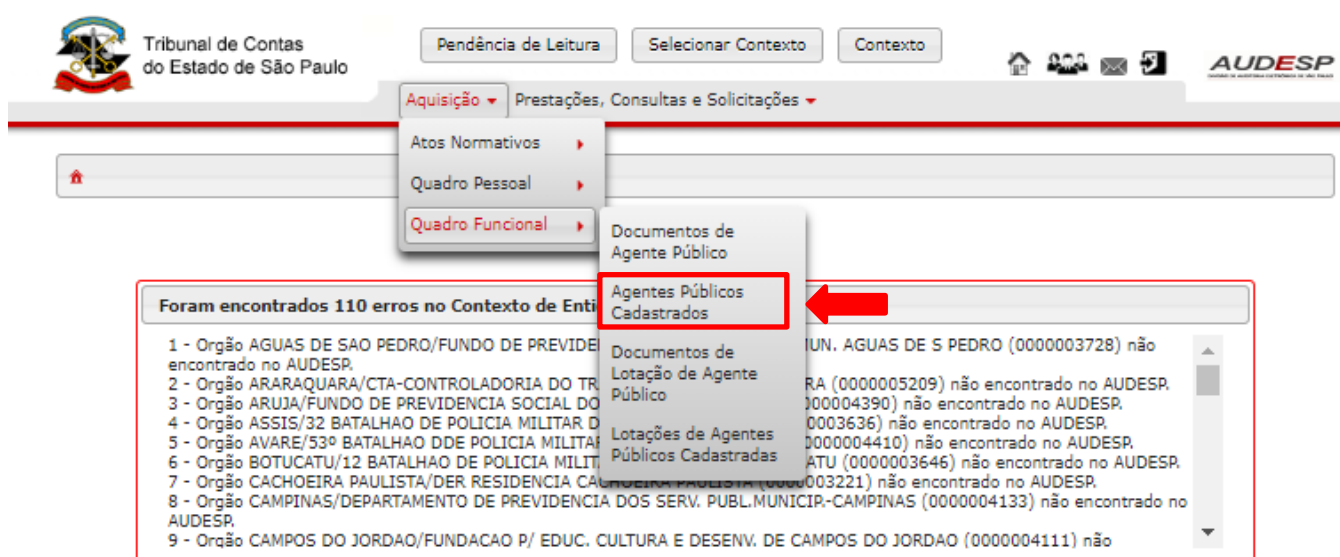 Tribunal de Contas
do Estado de São Paulo
Pendência de Leitura
Selecionar Contexto
Contexto
AUDESP
Aquisição
Prestações, Consultas e Solicitações
Atos Normativos
Quadro Pessoal
Quadro Funcional
Documentos de
Agente Público
Agentes Públicos
Cadastrados
Documentos de
Lotação de Agente
Público
Lotações de Agentes
Públicos Cadastradas
Foram encontrados 110 erros no Contexto de Enti
1 - Orgão AGUAS DE SAO PEDRO/FUNDO DE PREVIDE UN. AGUAS DE S PEDRO (0000003728) não
encontrado no AUDESP.
2 - Orgão ARARAQUARA/CTA-CONTROLADORIA DO TR RA (0000005209) não encontrado no AUDESP.
3 - Orgão ARUJA/FUNDO DE PREVIDENCIA SOCIAL DO 00004390) não encontrado no AUDESP.
4 - Orgão ASSIS/32 BATALHAO DE POLICIA MILITAR D 0003636) não encontrado no AUDESP.
5 - Orgão AVARE/53º BATALHAO DDE POLICIA MILITAR 0000004410) não encontrado no AUDESP.
6 - Orgão BOTUCATU/12 BATALHAO DE POLICIA MILIT ATU (0000003646) não encontrado no AUDESP.
7 - Orgão CACHOEIRA PAULISTA/DER RESIDENCIA CACHOEIRA PAULISTA (0000003221) não encontrado no AUDESP.
8 - Orgão CAMPINAS/DEPARTAMENTO DE PREVIDENCIA DOS SERV. PUBL.MUNICIP.-CAMPINAS (0000004133) não encontrado no
AUDESP.
9 - Orgão CAMPOS DO JORDAO/FUNDACAO P/ EDUC. CULTURA E DESENV. DE CAMPOS DO JORDAO (0000004111) não